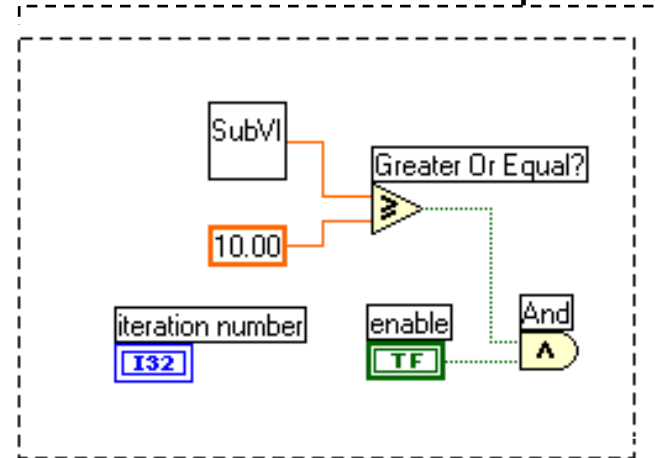 SubVI
Greater Or Equal?
10.00
iteration number
I32
enable
TF
And